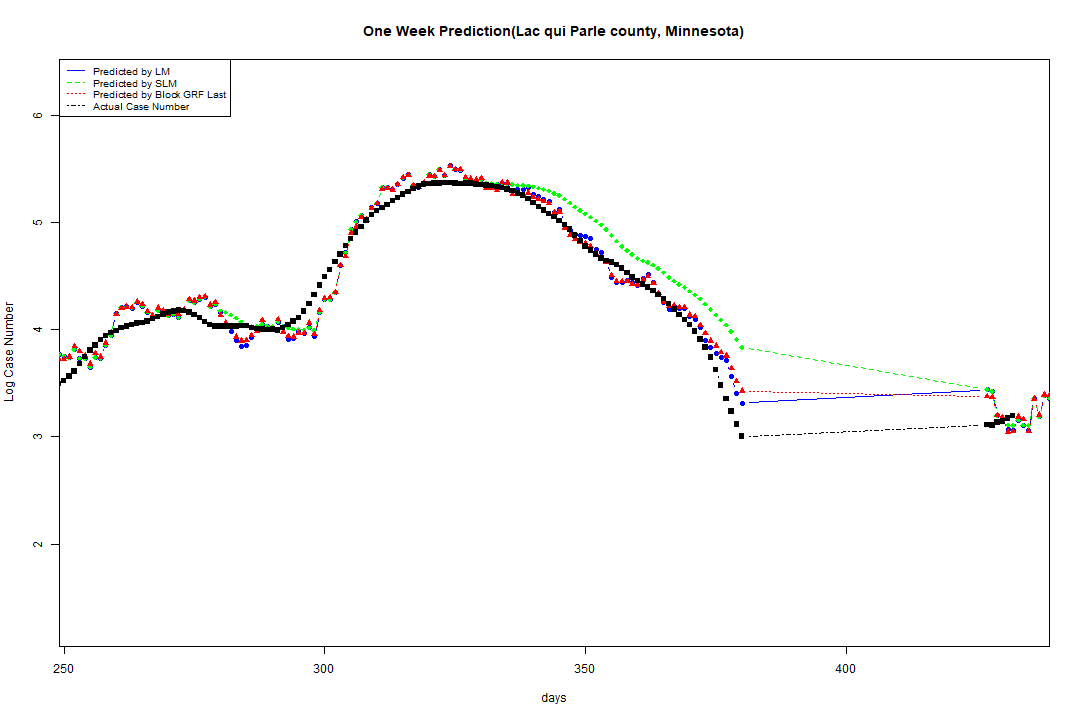 One Week Prediction(Lac qui Parle county, Minnesota)
Predicted by LM
Predicted by SLM
Predicted by Block GRF Last
Actual Case Number
6
5
4
3
2
Log Case Number
250
300
350
400
days